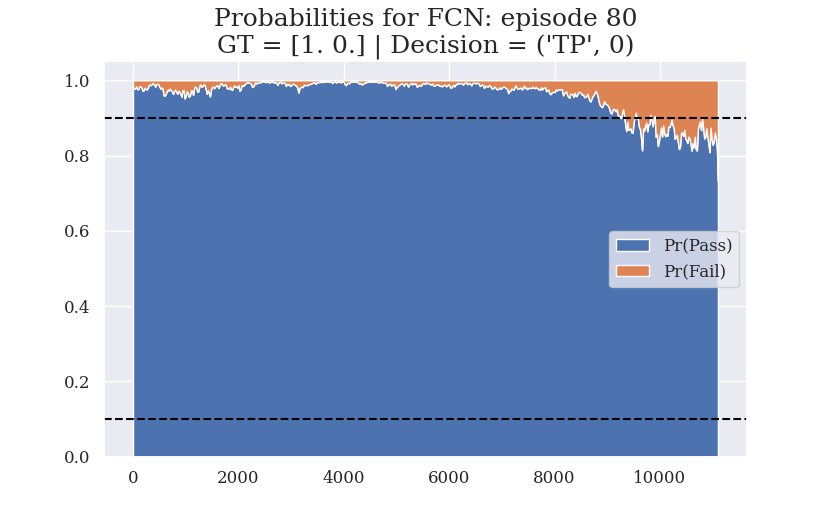 Probabilities for FCN: episode 80
GT = [1. 0.] | Decision = ('TP', 0)
1.0
0.8
0.6
0.4
0.2
0.0
Pr(Pass)
Pr(Fail)
0 2000 4000 6000 8000 10000